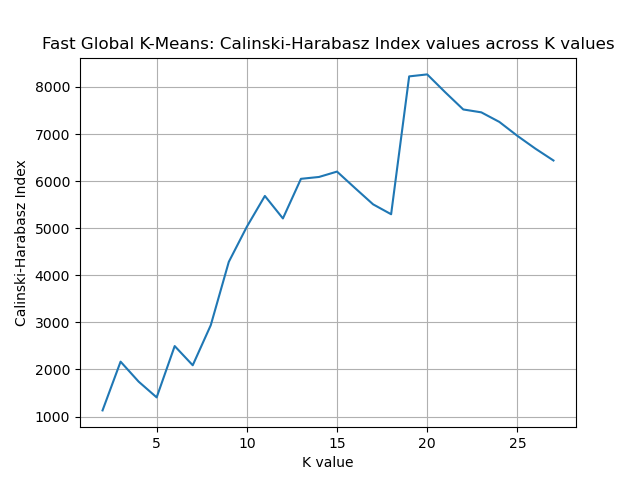 Fast Global K-Means: Calinski-Harabasz Index values across K values
Calinski-Harabasz Index
8000
7000
6000
5000
4000
3000
2000
1000
5 10 15 20 25
K value